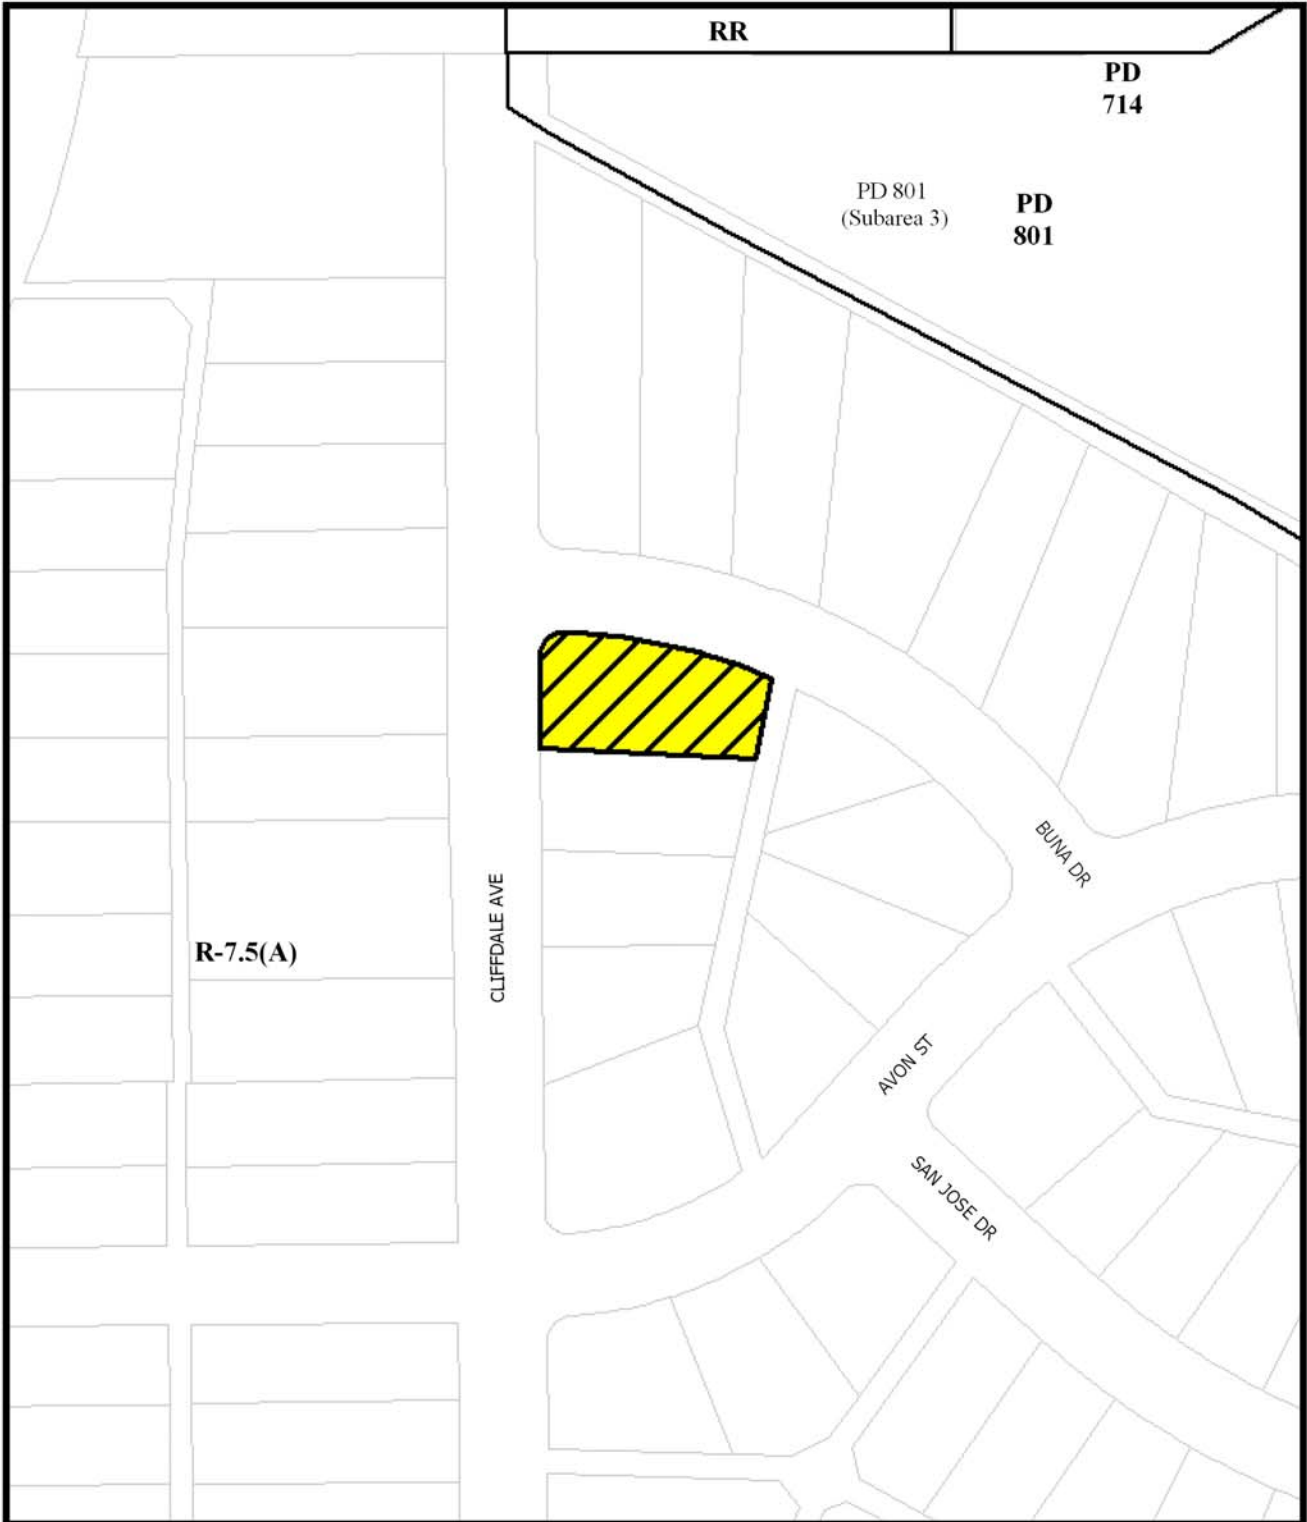 RR
PD
714
PD 801
(Subarea 3)
PD
801
BUNA DR
CLIFFDALE AVE
R-7.5(A)
AVON ST
SAN JOSE DR